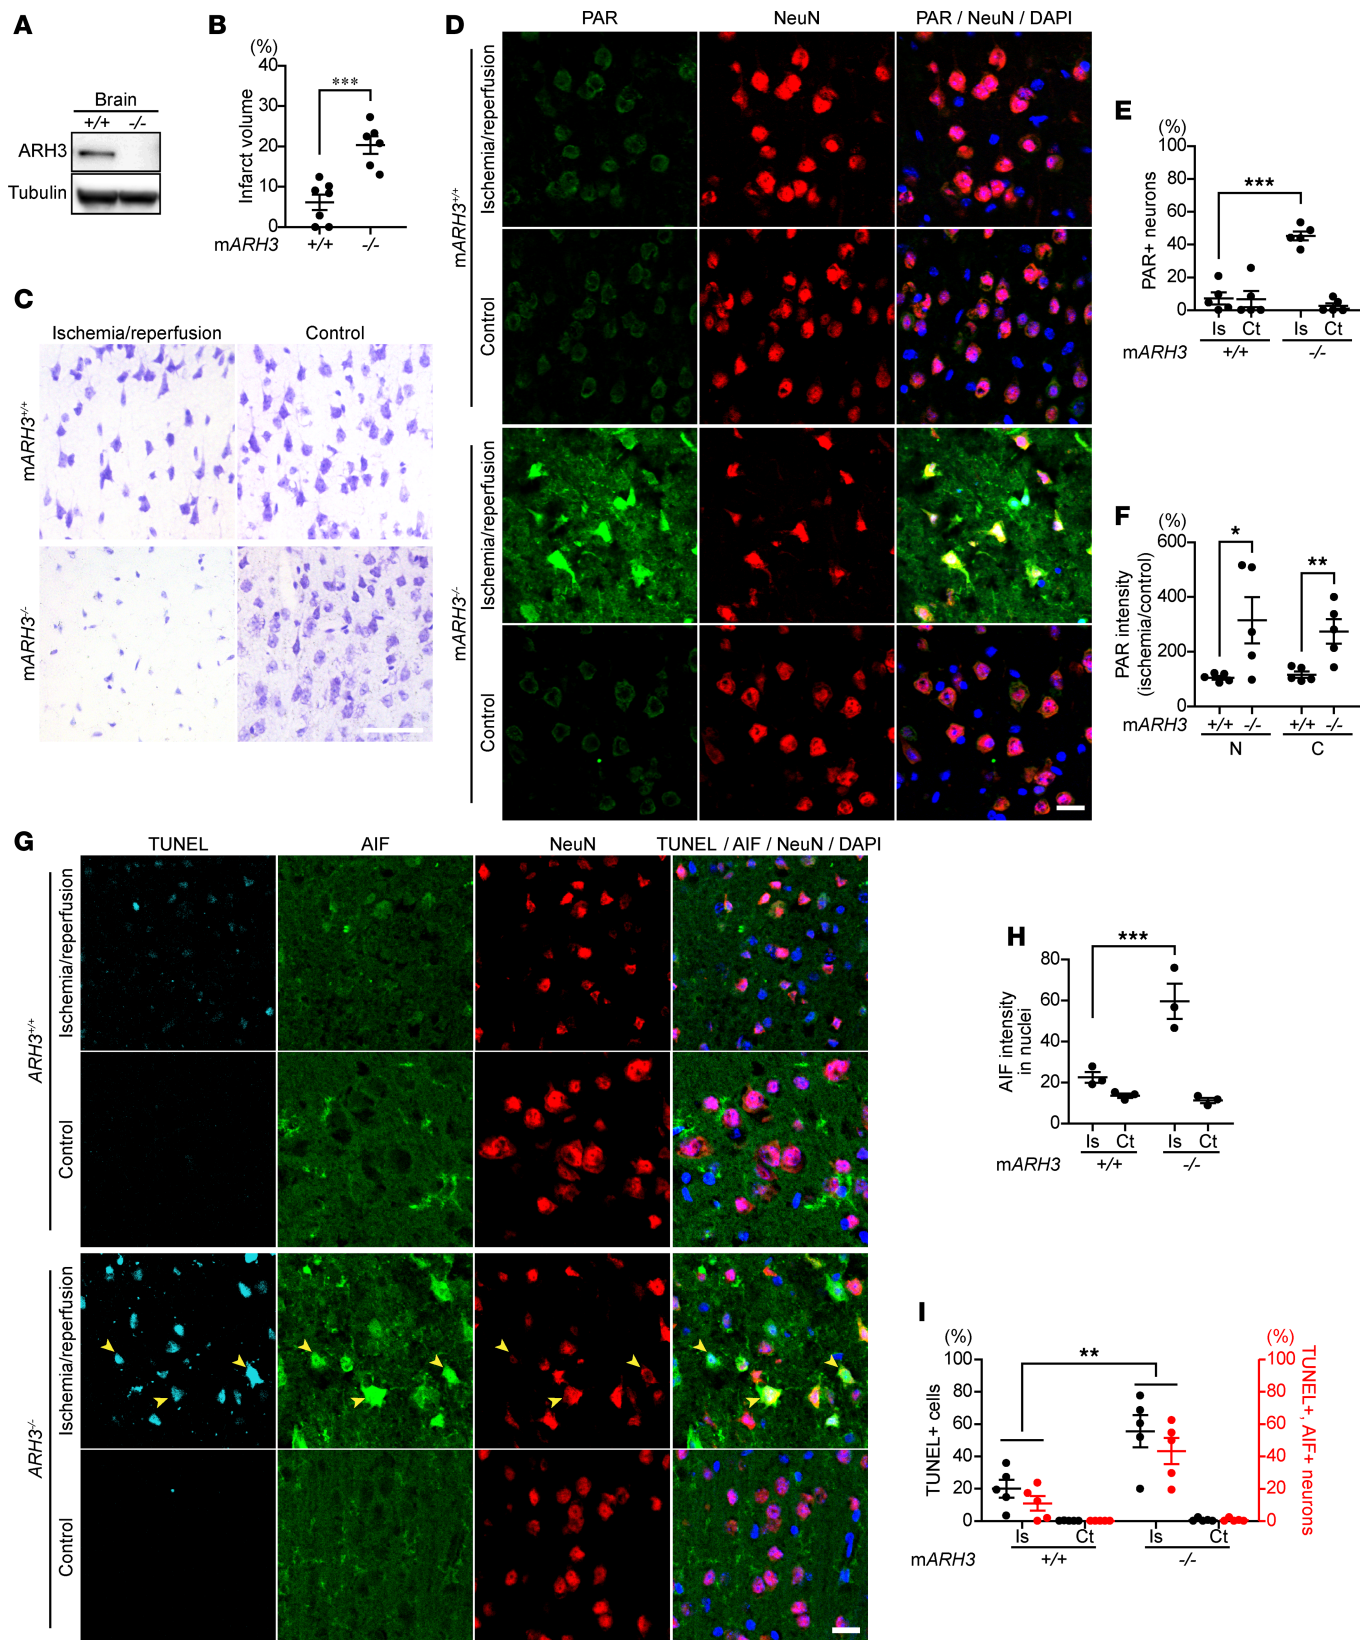 A
Brain
+/+ -/-
ARH3
Tubulin
B
(%)
40
30
20
10
0
Infarct volume
***
mARH3 +/+ -/-
C
Ischemia/reperfusion Control
mARH3+/+
mARH3-/-
D
PAR NeuN PAR / NeuN / DAPI
mARH3+/+
Ischemia/reperfusion
Control
mARH3-/-
Ischemia/reperfusion
Control
E
(%)
100
80
60
40
20
0
PAR+ neurons
***
Is Ct Is Ct
mARH3 +/+ -/-
F
(%)
600
400
200
0
PAR intensity
(ischemia/control)
* **
mARH3 +/+ -/- +/+ -/-
N C
G
TUNEL AIF NeuN TUNEL / AIF / NeuN / DAPI
ARH3+/+
Ischemia/reperfusion
Control
ARH3-/-
Ischemia/reperfusion
Control
H
80
60
40
20
0
AIF intensity
in nuclei
***
Is Ct Is Ct
mARH3 +/+ -/-
I
(%) (%)
100 100
80 80
60 60
40 40
20 20
0 0
TUNEL+ cells
TUNEL+, AIF+ neurons
**
Is Ct Is Ct
mARH3 +/+ -/-